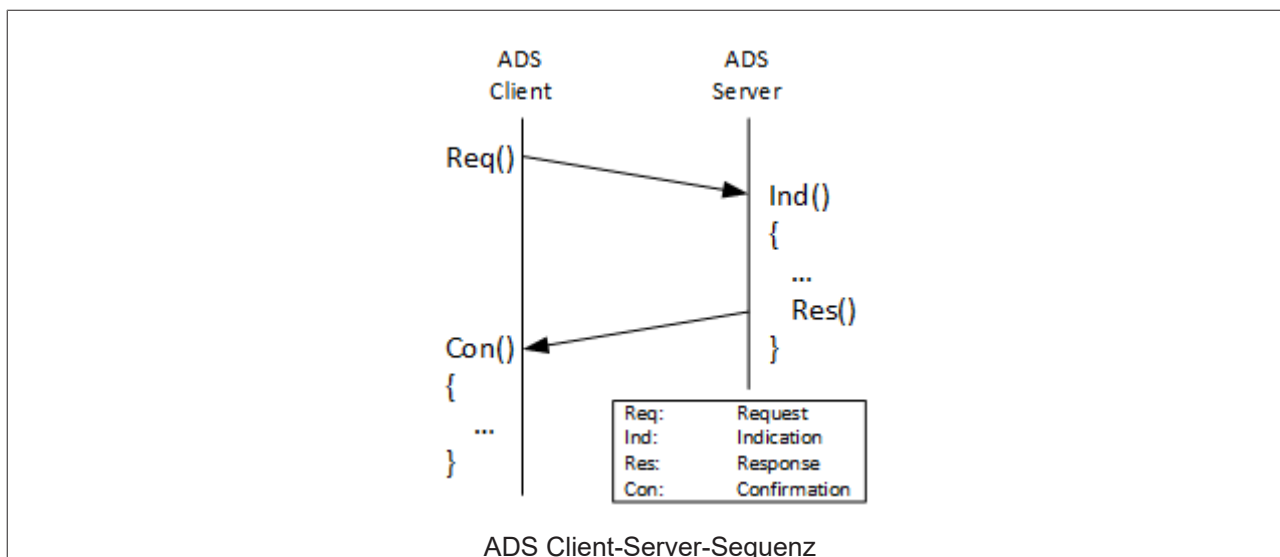 ADS
Client
ADS
Server
Req()
Ind()
{
...
Res()
}
Con()
{
...
}
Req: Request
Ind: Indication
Res: Response
Con: Confirmation
ADS Client-Server-Sequenz